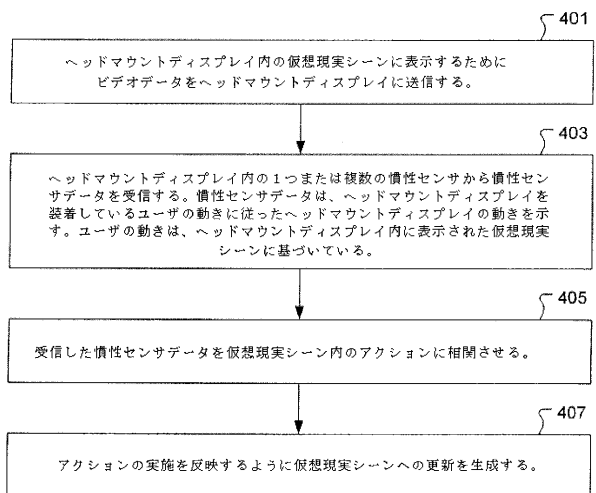 401
ヘッドマウントディスプレイ内の仮想現実シーンに表示するために
ビデオデータをヘッドマウントディスプレイに送信する。
403
ヘッドマウントディスプレイ内の１つまたは複数の慣性センサから慣性セン
サデータを受信する。慣性センサデータは、ヘッドマウントディスプレイを
装着しているユーザの動きに従ったヘッドマウントディスプレイの動きを示
す。ユーザの動きは、ヘッドマウントディスプレイ内に表示された仮想現実
シーンに基づいている。
405
受信した慣性センサデータを仮想現実シーン内のアクションに相関させる。
407
アクションの実施を反映するように仮想現実シーンへの更新を生成する。